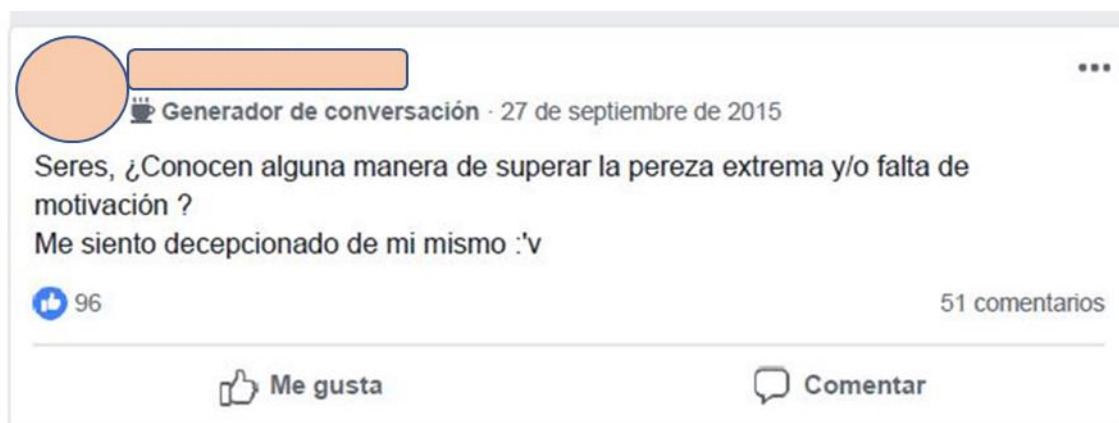 Generador de conversación · 27 de septiembre de 2015
Seres, ¿Conocen alguna manera de superar la pereza extrema y/o falta de
motivación ?
Me siento decepcionado de mi mismo :'v
96 51 comentarios
Me gusta Comentar